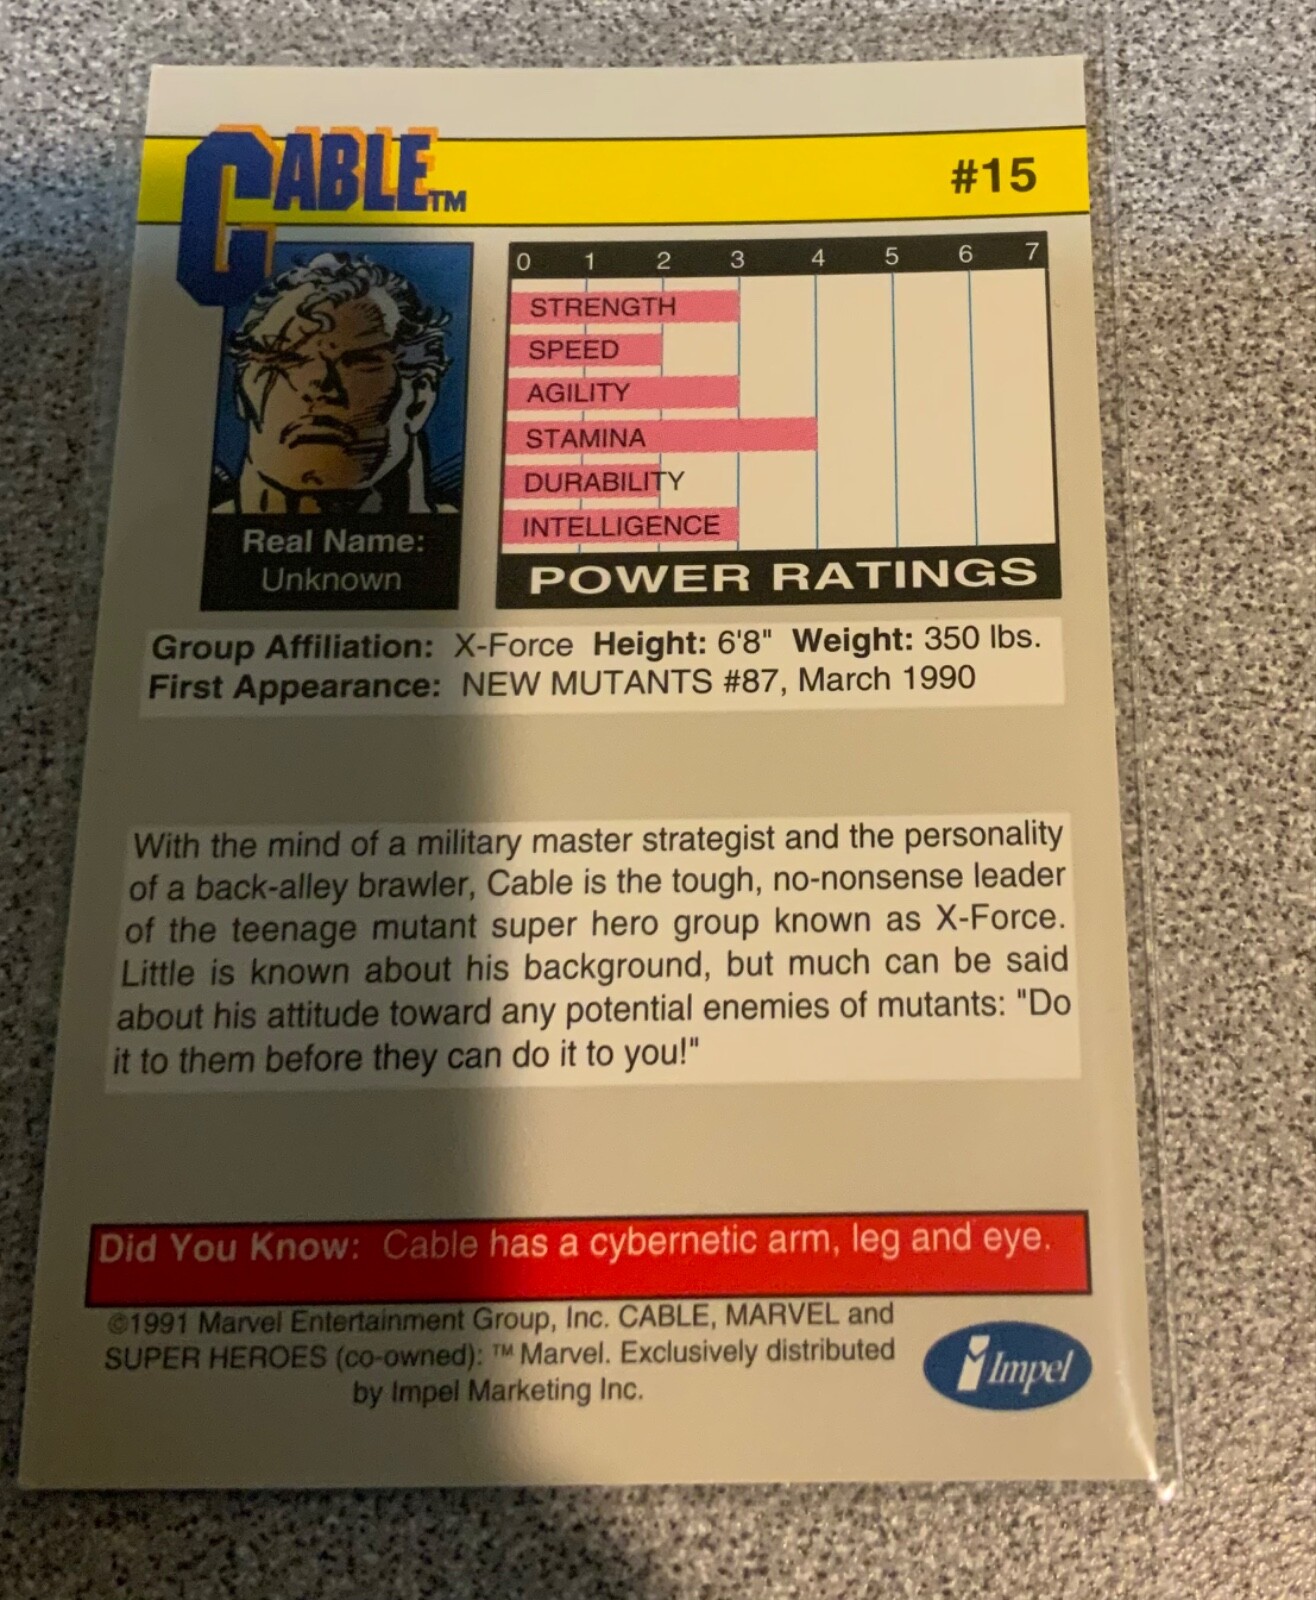 CABLE™
#15
0 1 2 3 4 5 6 7
STRENGTH
SPEED
AGILITY
STAMINA
DURABILITY
INTELLIGENCE
POWER RATINGS
Real Name:
Unknown
Group Affiliation: X-Force Height: 6'8" Weight: 350 lbs.
First Appearance: NEW MUTANTS #87, March 1990
With the mind of a military master strategist and the personality
of a back-alley brawler, Cable is the tough, no-nonsense leader
of the teenage mutant super hero group known as X-Force.
Little is known about his background, but much can be said
about his attitude toward any potential enemies of mutants: "Do
it to them before they can do it to you!"
Did You Know: Cable has a cybernetic arm, leg and eye.
©1991 Marvel Entertainment Group, Inc. CABLE, MARVEL and
SUPER HEROES (co-owned): ™ Marvel. Exclusively distributed
by Impel Marketing Inc.
Impel